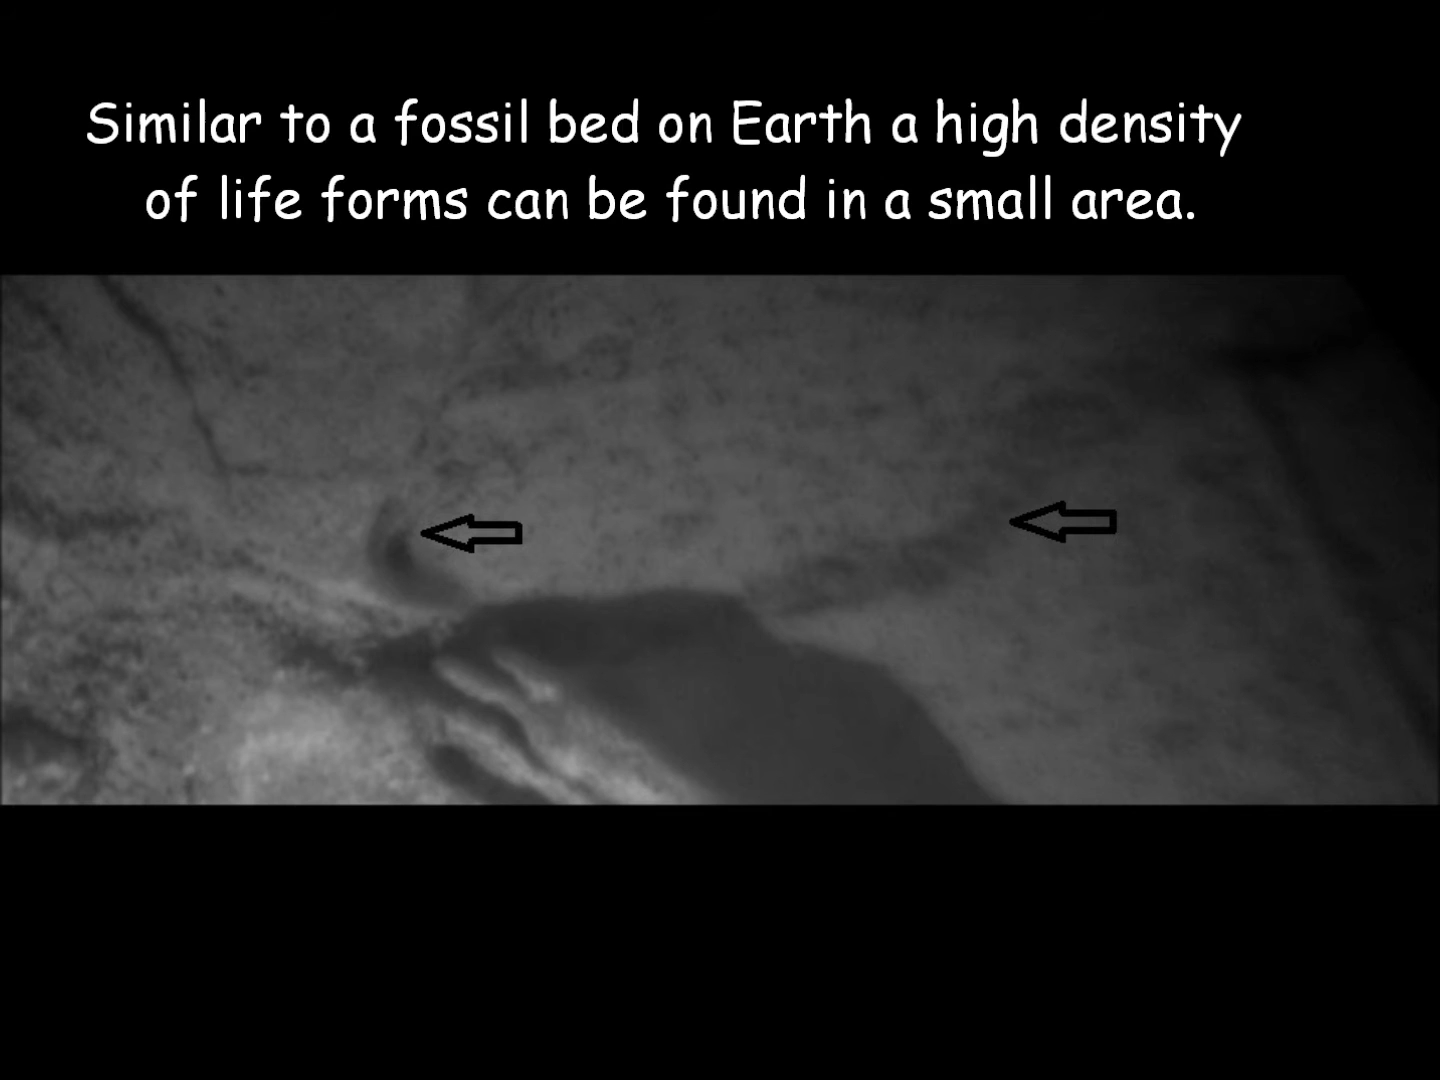 Similar to a fossil bed on Earth a high density
of life forms can be found in a small area.